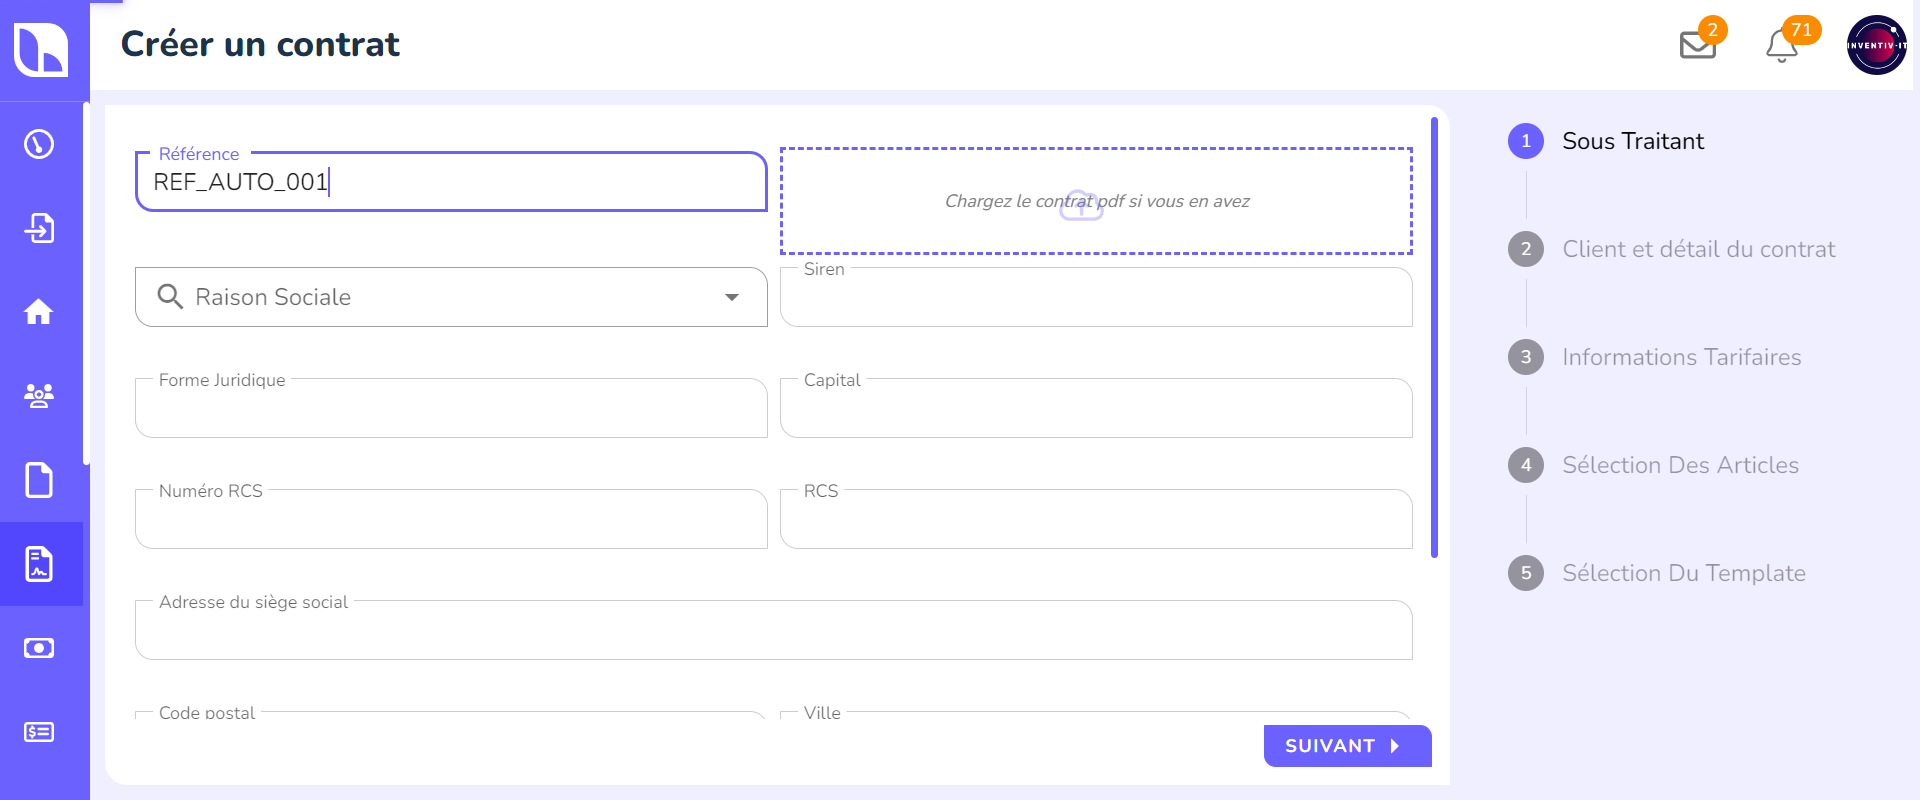 Créer un contrat
2
71
INVENTIV-IT
Référence
REF_AUTO_001
Chargez le contrat pdf si vous en avez
Raison Sociale
Siren
Forme Juridique
Capital
Numéro RCS
RCS
Adresse du siège social
Code postal
Ville
SUIVANT
1 Sous Traitant
2 Client et détail du contrat
3 Informations Tarifaires
4 Sélection Des Articles
5 Sélection Du Template